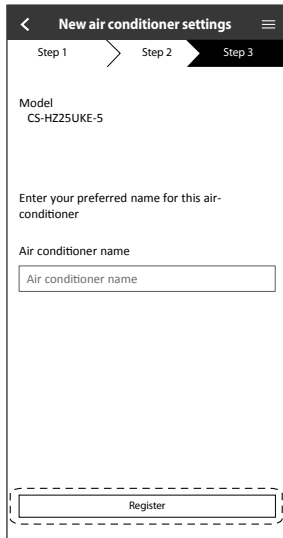 New air conditioner settings
Step 1 Step 2 Step 3
Model
CS-HZ25UKE-5
Enter your preferred name for this air-
conditioner
Air conditioner name
Air conditioner name
Register